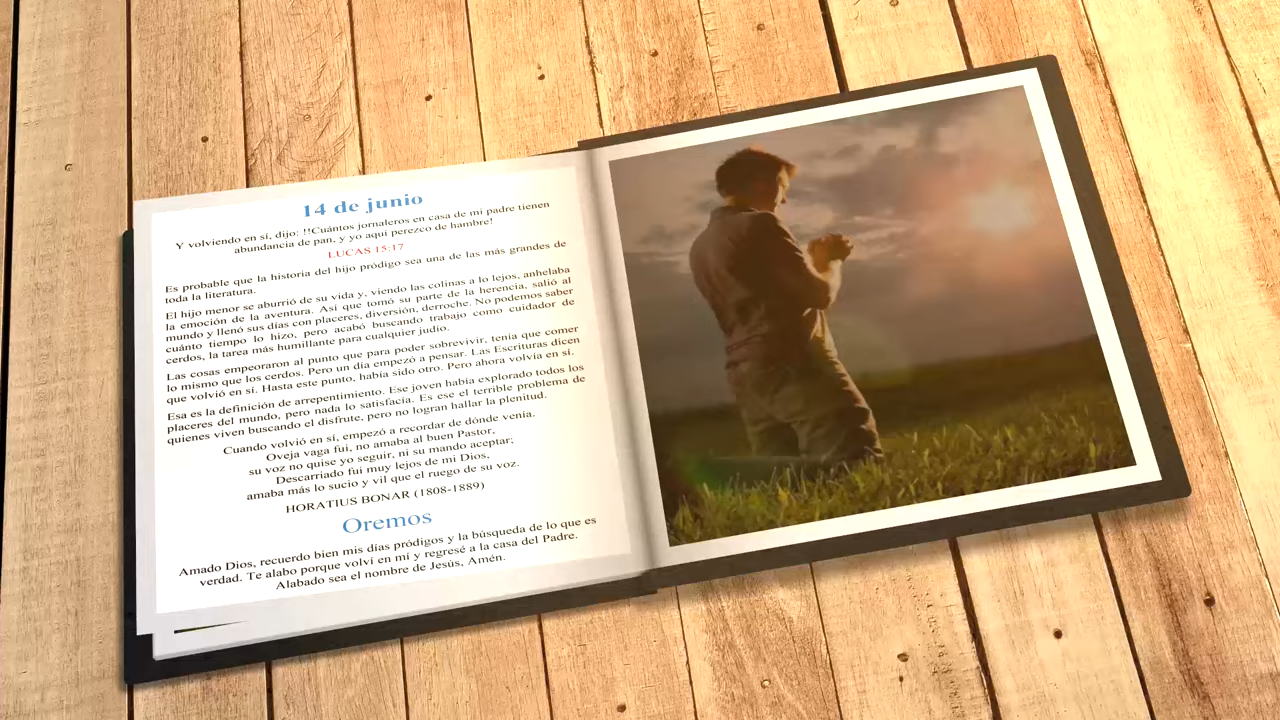 14 de junio
Y volviendo en sí, dijo: !!Cuántos jornaleros en casa de mi padre tienen
abundancia de pan, y yo aquí perezco de hambre!
LUCAS 15:17
Es probable que la historia del hijo pródigo sea una de las más grandes de
toda la literatura.
El hijo menor se aburrió de su vida y, viendo las colinas a lo lejos, anhelaba
la emoción de la aventura. Así que tomó su parte de la herencia, salió al
mundo y llenó sus días con placeres, diversión, derroche. No podemos saber
cuánto tiempo lo hizo, pero acabó buscando trabajo como cuidador de
cerdos, la tarea más humillante para cualquier judío.
Las cosas empeoraron al punto que para poder sobrevivir, tenía que comer
lo mismo que los cerdos. Pero un día empezó a pensar. Las Escrituras dicen
que volvió en sí. Hasta este punto, había sido otro. Pero ahora volvía en sí.
Esa es la definición de arrepentimiento. Ese joven había explorado todos los
placeres del mundo, pero nada lo satisfacía. Es ese el terrible problema de
quienes viven buscando el disfrute, pero no logran hallar la plenitud.
Cuando volvió en sí, empezó a recordar de dónde venía.
Oveja vaga fui, no amaba al buen Pastor,
su voz no quise yo seguir, ni su mando aceptar;
Descarriado fui muy lejos de mi Dios,
amaba más lo sucio y vil que el ruego de su voz.
HORATIUS BONAR (1808-1889)
Oremos
Amado Dios, recuerdo bien mis días pródigos y la búsqueda de lo que es
verdad. Te alabo porque volví en mí y regresé a la casa del Padre.
Alabado sea el nombre de Jesús, Amén.